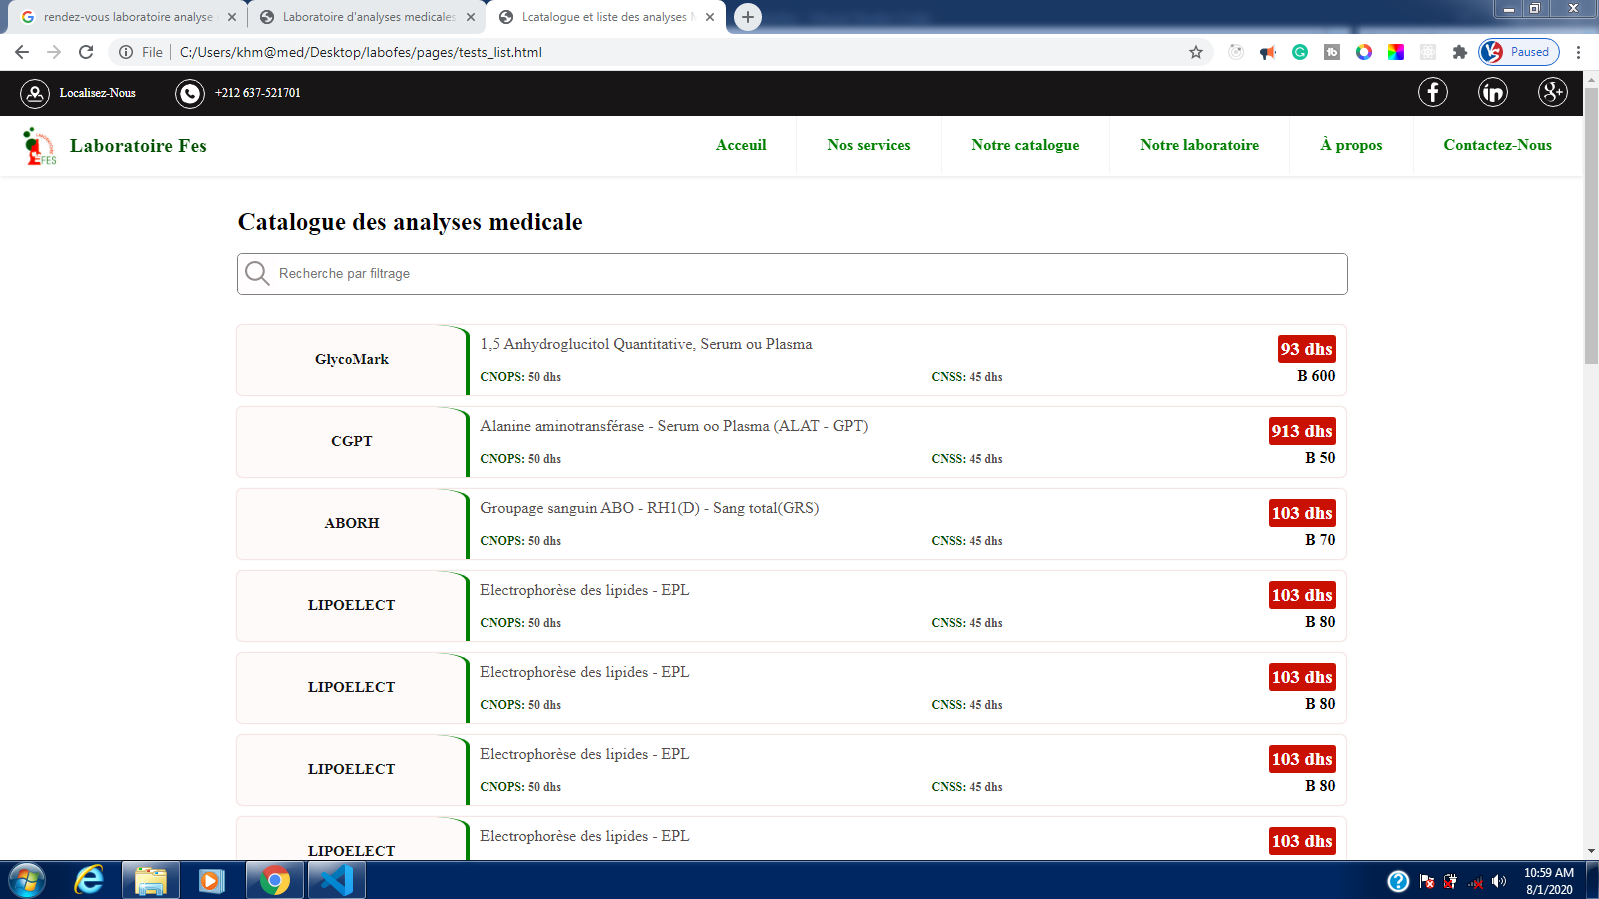 rendez-vous laboratoire analyse
Laboratoire d'analyses medicales
Lcatalogue et liste des analyses M
File
C:/Users/khm@med/Desktop/labofes/pages/tests_list.html
Paused
Localisez-Nous
+212 637-521701
FES
Laboratoire Fes
Acceuil
Nos services
Notre catalogue
Notre laboratoire
À propos
Contactez-Nous
Catalogue des analyses medicale
Recherche par filtrage
GlycoMark
1,5 Anhydroglucitol Quantitative, Serum ou Plasma
93 dhs
CNOPS: 50 dhs
CNSS: 45 dhs
B 600
CGPT
Alanine aminotransférase - Serum oo Plasma (ALAT - GPT)
913 dhs
CNOPS: 50 dhs
CNSS: 45 dhs
B 50
ABORH
Groupage sanguin ABO - RH1(D) - Sang total(GRS)
103 dhs
CNOPS: 50 dhs
CNSS: 45 dhs
B 70
LIPOELECT
Electrophorèse des lipides - EPL
103 dhs
CNOPS: 50 dhs
CNSS: 45 dhs
B 80
LIPOELECT
Electrophorèse des lipides - EPL
103 dhs
CNOPS: 50 dhs
CNSS: 45 dhs
B 80
LIPOELECT
Electrophorèse des lipides - EPL
103 dhs
CNOPS: 50 dhs
CNSS: 45 dhs
B 80
LIPOELECT
Electrophorèse des lipides - EPL
103 dhs
10:59 AM
8/1/2020